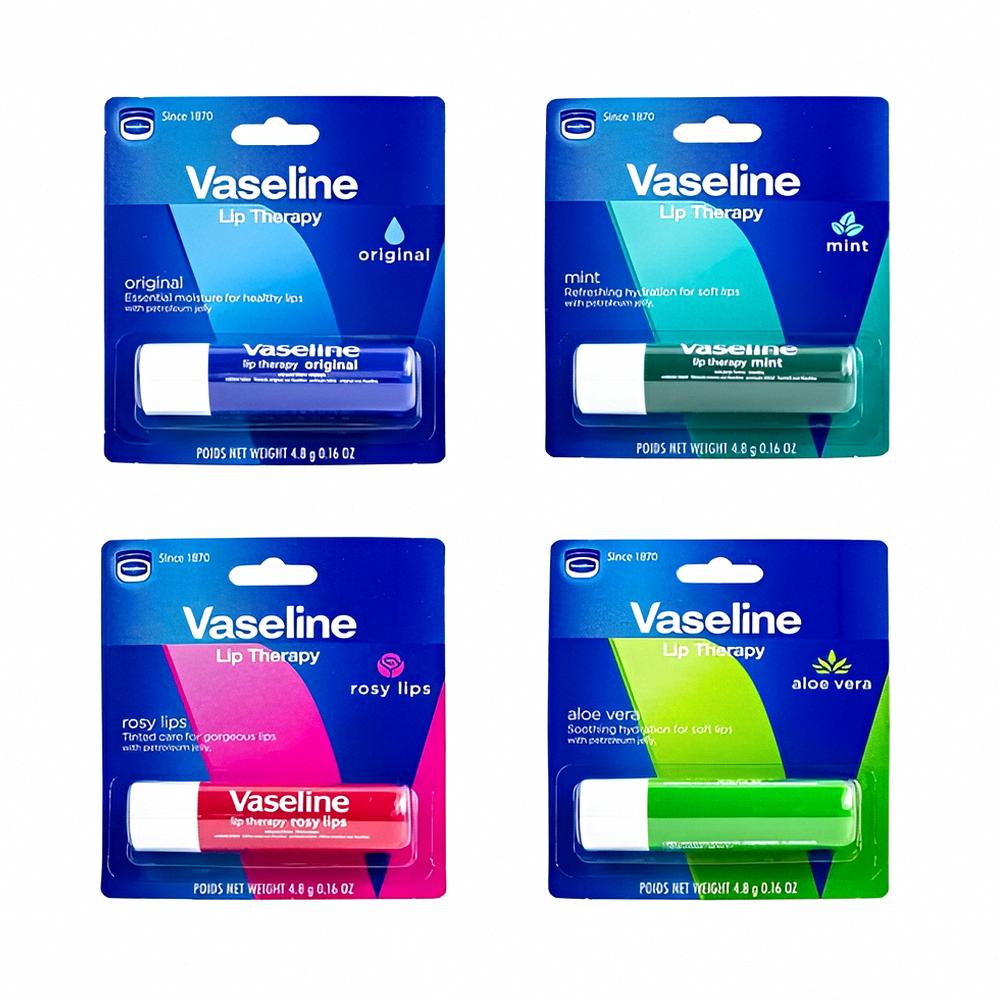 Since 1870
Vaseline
Lip Therapy
original
original
Essential moisture for healthy lips
with petroleum jelly
Vaseline
lip therapy original
POIDS NET WEIGHT 4.8 g 0.16 OZ
Since 1870
Vaseline
Lip Therapy
mint
mint
Refreshing hydration for soft lips
with petroleum jelly
Vaseline
lip therapy mint
POIDS NET WEIGHT 4.8 g 0.16 OZ
Since 1870
Vaseline
Lip Therapy
rosy lips
rosy lips
Tinted care for gorgeous lips
with petroleum jelly
Vaseline
lip therapy rosy lips
POIDS NET WEIGHT 4.8 g 0.16 OZ
Since 1870
Vaseline
Lip Therapy
aloe vera
aloe vera
Soothing hydration for soft lips
with petroleum jelly
POIDS NET WEIGHT 4.8 g 0.16 OZ